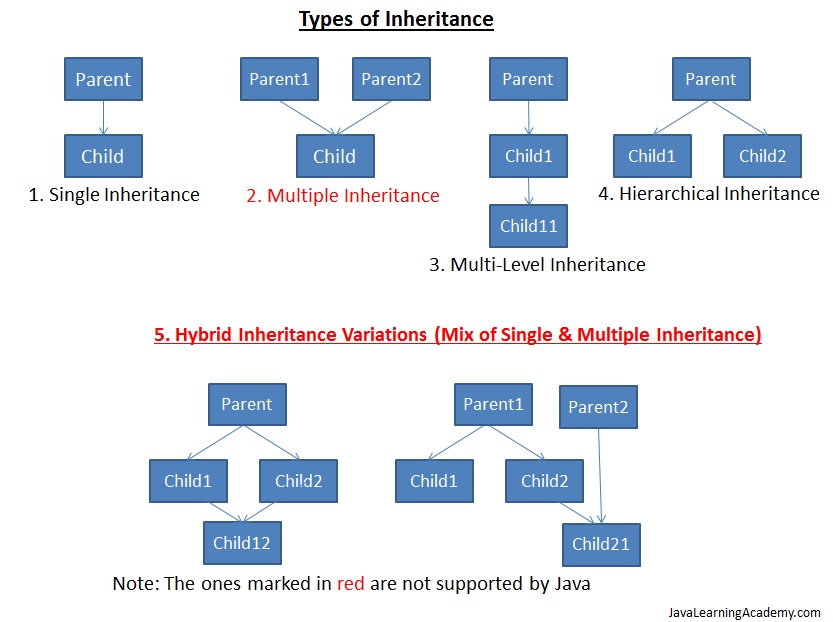 Types of Inheritance
Parent
Child
1. Single Inheritance
Parent1 Parent2
Child
2. Multiple Inheritance
Parent
Child1
Child11
3. Multi-Level Inheritance
Parent
Child1 Child2
4. Hierarchical Inheritance
5. Hybrid Inheritance Variations (Mix of Single & Multiple Inheritance)
Parent
Child1 Child2
Child12
Parent1 Parent2
Child1 Child2
Child21
Note: The ones marked in red are not supported by Java
JavaLearningAcademy.com